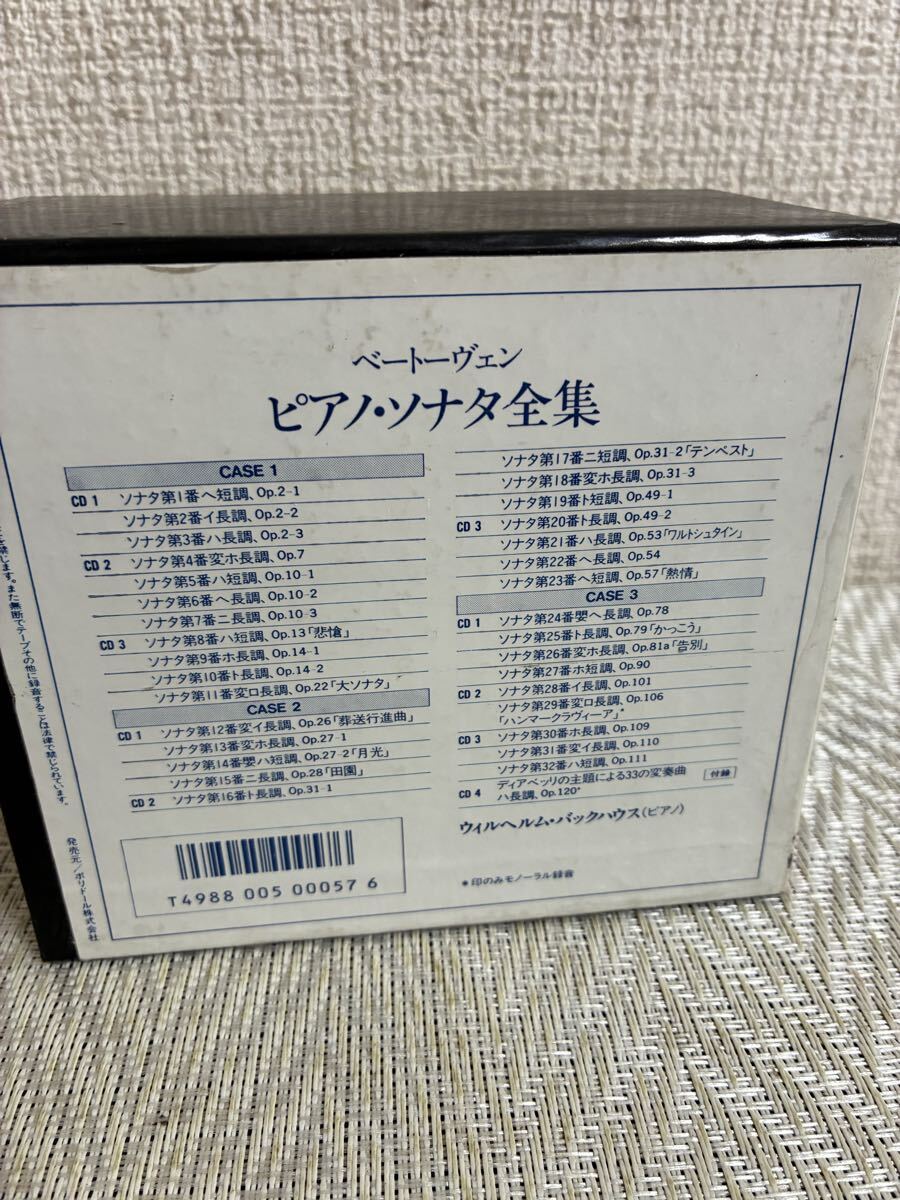 ベートーヴェン
ピアノ・ソナタ全集
CASE 1
CD 1 ソナタ第1番ヘ短調、Op.2-1
ソナタ第2番イ長調、Op.2-2
ソナタ第3番ハ長調、Op.2-3
CD 2 ソナタ第4番変ホ長調、Op.7
ソナタ第5番ハ短調、Op.10-1
ソナタ第6番ヘ長調、Op.10-2
ソナタ第7番ニ長調、Op.10-3
CD 3 ソナタ第8番ハ短調、Op.13「悲愴」
ソナタ第9番ホ長調、Op.14-1
ソナタ第10番ト長調、Op.14-2
ソナタ第11番変ロ長調、Op.22「大ソナタ」
CASE 2
CD 1 ソナタ第12番変イ長調、Op.26「葬送行進曲」
ソナタ第13番変ホ長調、Op.27-1
ソナタ第14番嬰ハ短調、Op.27-2「月光」
ソナタ第15番ニ長調、Op.28「田園」
CD 2 ソナタ第16番ト長調、Op.31-1
ソナタ第17番ニ短調、Op.31-2「テンペスト」
ソナタ第18番変ホ長調、Op.31-3
ソナタ第19番ト短調、Op.49-1
CD 3 ソナタ第20番ト長調、Op.49-2
ソナタ第21番ハ長調、Op.53「ワルトシュタイン」
ソナタ第22番ヘ長調、Op.54
ソナタ第23番ヘ短調、Op.57「熱情」
CASE 3
CD 1 ソナタ第24番嬰ヘ長調、Op.78
ソナタ第25番ト長調、Op.79「かっこう」
ソナタ第26番変ホ長調、Op.81a「告別」
ソナタ第27番ホ短調、Op.90
CD 2 ソナタ第28番イ長調、Op.101
ソナタ第29番変ロ長調、Op.106
「ハンマークラヴィーア」*
CD 3 ソナタ第30番ホ長調、Op.109
ソナタ第31番変イ長調、Op.110
ソナタ第32番ハ短調、Op.111
CD 4 ディアベッリの主題による33の変奏曲 [付録]
ハ長調、Op.120*
ウィルヘルム・バックハウス(ピアノ)
*印のみモノーラル録音
T4988 005 00057 6
を禁じます。また無断でテープその他に録音することは法律で禁じられています。
発売元/ポリドール株式会社